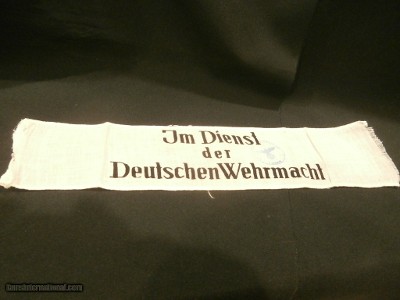 Im Dienst
der
Deutschen Wehrmacht